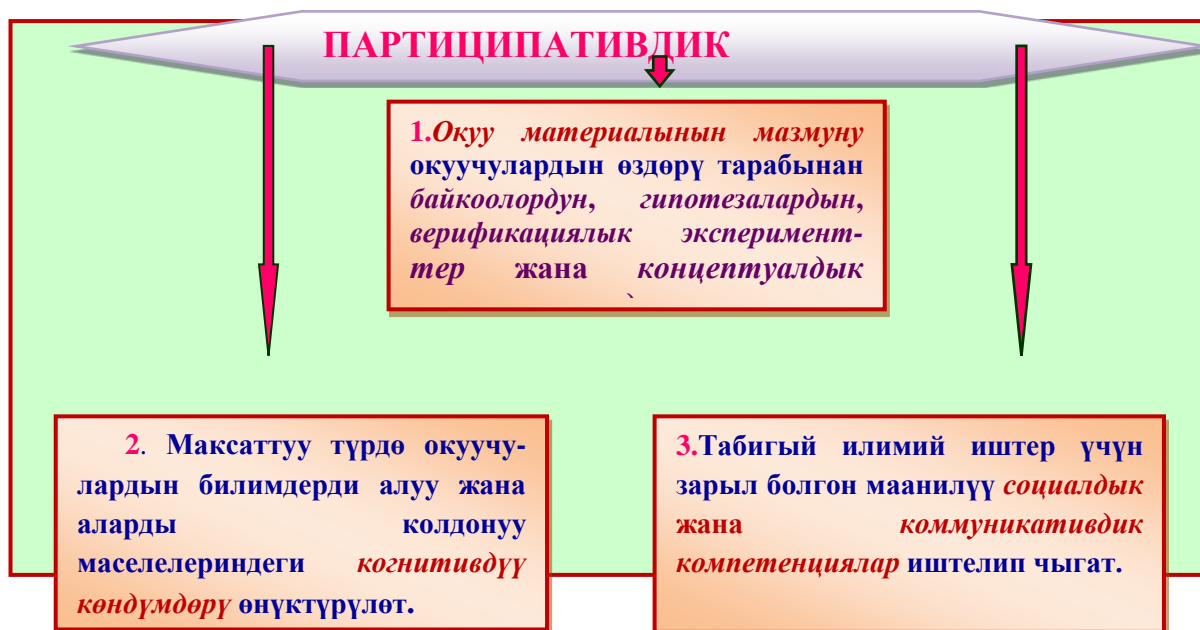 ПАРТИЦИПАТИВДИК
1.Окуу материалынын мазмуну
окуучулардын өздөрү тарабынан
байкоолордун, гипотезалардын,
верификациялык эксперимент-
тер жана концептуалдык
2. Максаттуу түрдө окуучу-
лардын билимдерди алуу жана
аларды колдонуу
маселелериндеги когнитивдүү
көндүмдөрү өнүктүрүлөт.
3.Табигый илимий иштер үчүн
зарыл болгон маанилүү социалдык
жана коммуникативдик
компетенциялар иштелип чыгат.